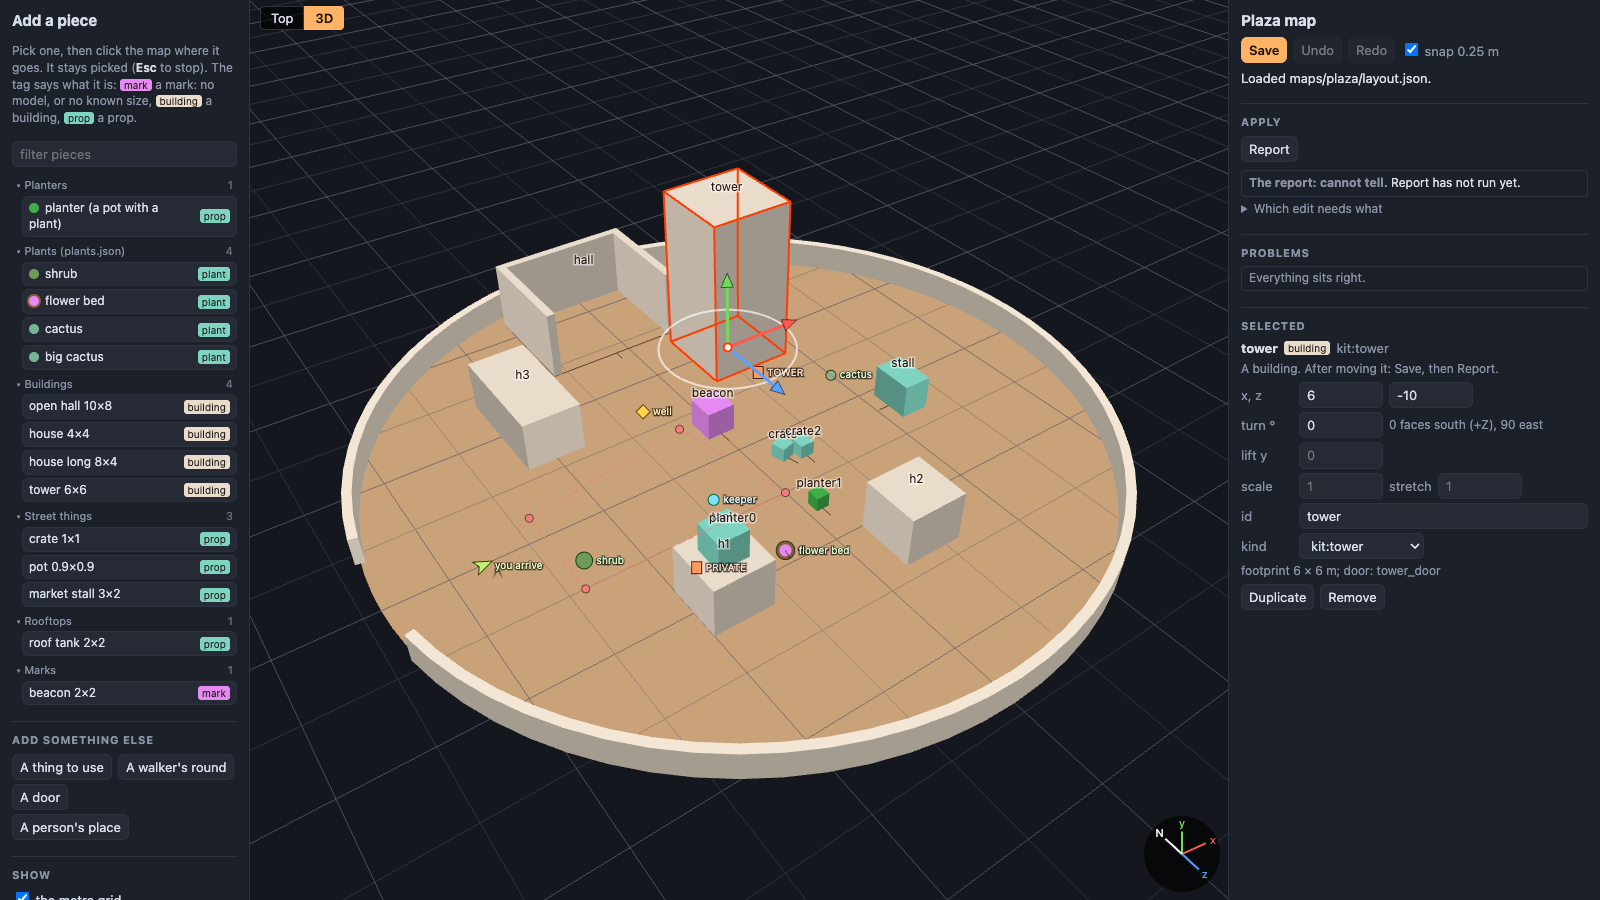 Add a piece
Pick one, then click the map where it
goes. It stays picked (Esc to stop). The
tag says what it is: mark a mark: no
model, or no known size, building a
building, prop a prop.
filter pieces
Planters 1
planter (a pot with a
plant) prop
Plants (plants.json) 4
shrub plant
flower bed plant
cactus plant
big cactus plant
Buildings 4
open hall 10×8 building
house 4×4 building
house long 8×4 building
tower 6×6 building
Street things 3
crate 1×1 prop
pot 0.9×0.9 prop
market stall 3×2 prop
Rooftops 1
roof tank 2×2 prop
Marks 1
beacon 2×2 mark
ADD SOMETHING ELSE
A thing to use A walker's round
A door
A person's place
SHOW
the metre grid
Top 3D
tower
hall
h3
TOWER
cactus
stall
beacon
well
crate2
planter1
h2
keeper
planter0
h1
flower bed
you arrive
shrub
PRIVATE
N y x z
Plaza map
Save Undo Redo snap 0.25 m
Loaded maps/plaza/layout.json.
APPLY
Report
The report: cannot tell. Report has not run yet.
Which edit needs what
PROBLEMS
Everything sits right.
SELECTED
tower building kit:tower
A building. After moving it: Save, then Report.
x, z 6 -10
turn ° 0 0 faces south (+Z), 90 east
lift y 0
scale 1 stretch 1
id tower
kind kit:tower
footprint 6 × 6 m; door: tower_door
Duplicate Remove